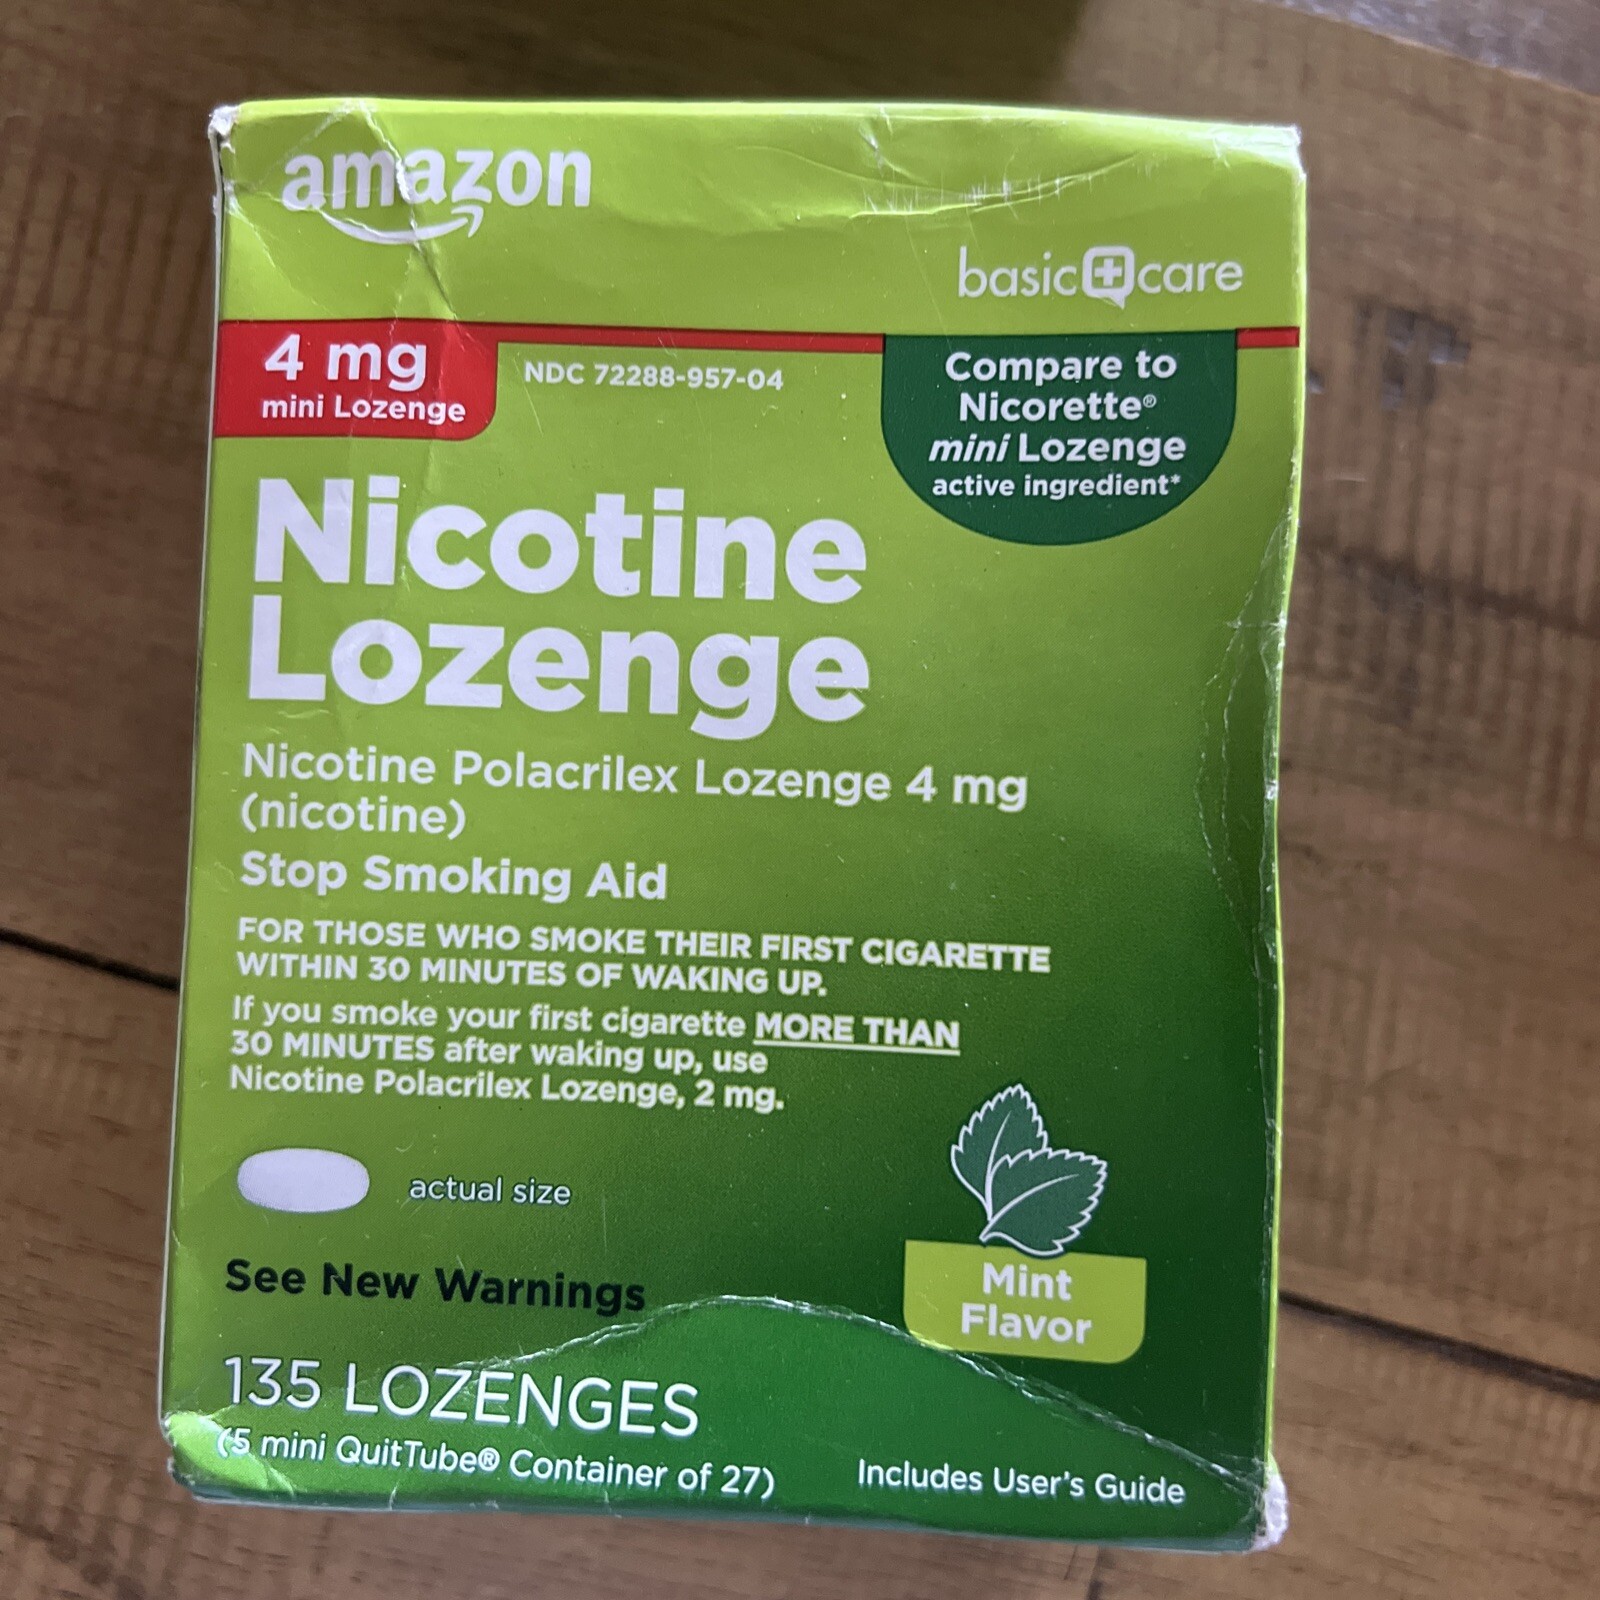 amazon
basic care
4 mg
mini Lozenge
NDC 72288-957-04
Compare to
Nicorette®
mini Lozenge
active ingredient*
Nicotine
Lozenge
Nicotine Polacrilex Lozenge 4 mg
(nicotine)
Stop Smoking Aid
FOR THOSE WHO SMOKE THEIR FIRST CIGARETTE
WITHIN 30 MINUTES OF WAKING UP.
If you smoke your first cigarette MORE THAN
30 MINUTES after waking up, use
Nicotine Polacrilex Lozenge, 2 mg.
actual size
See New Warnings
Mint
Flavor
135 LOZENGES
(5 mini QuitTube® Container of 27)
Includes User's Guide